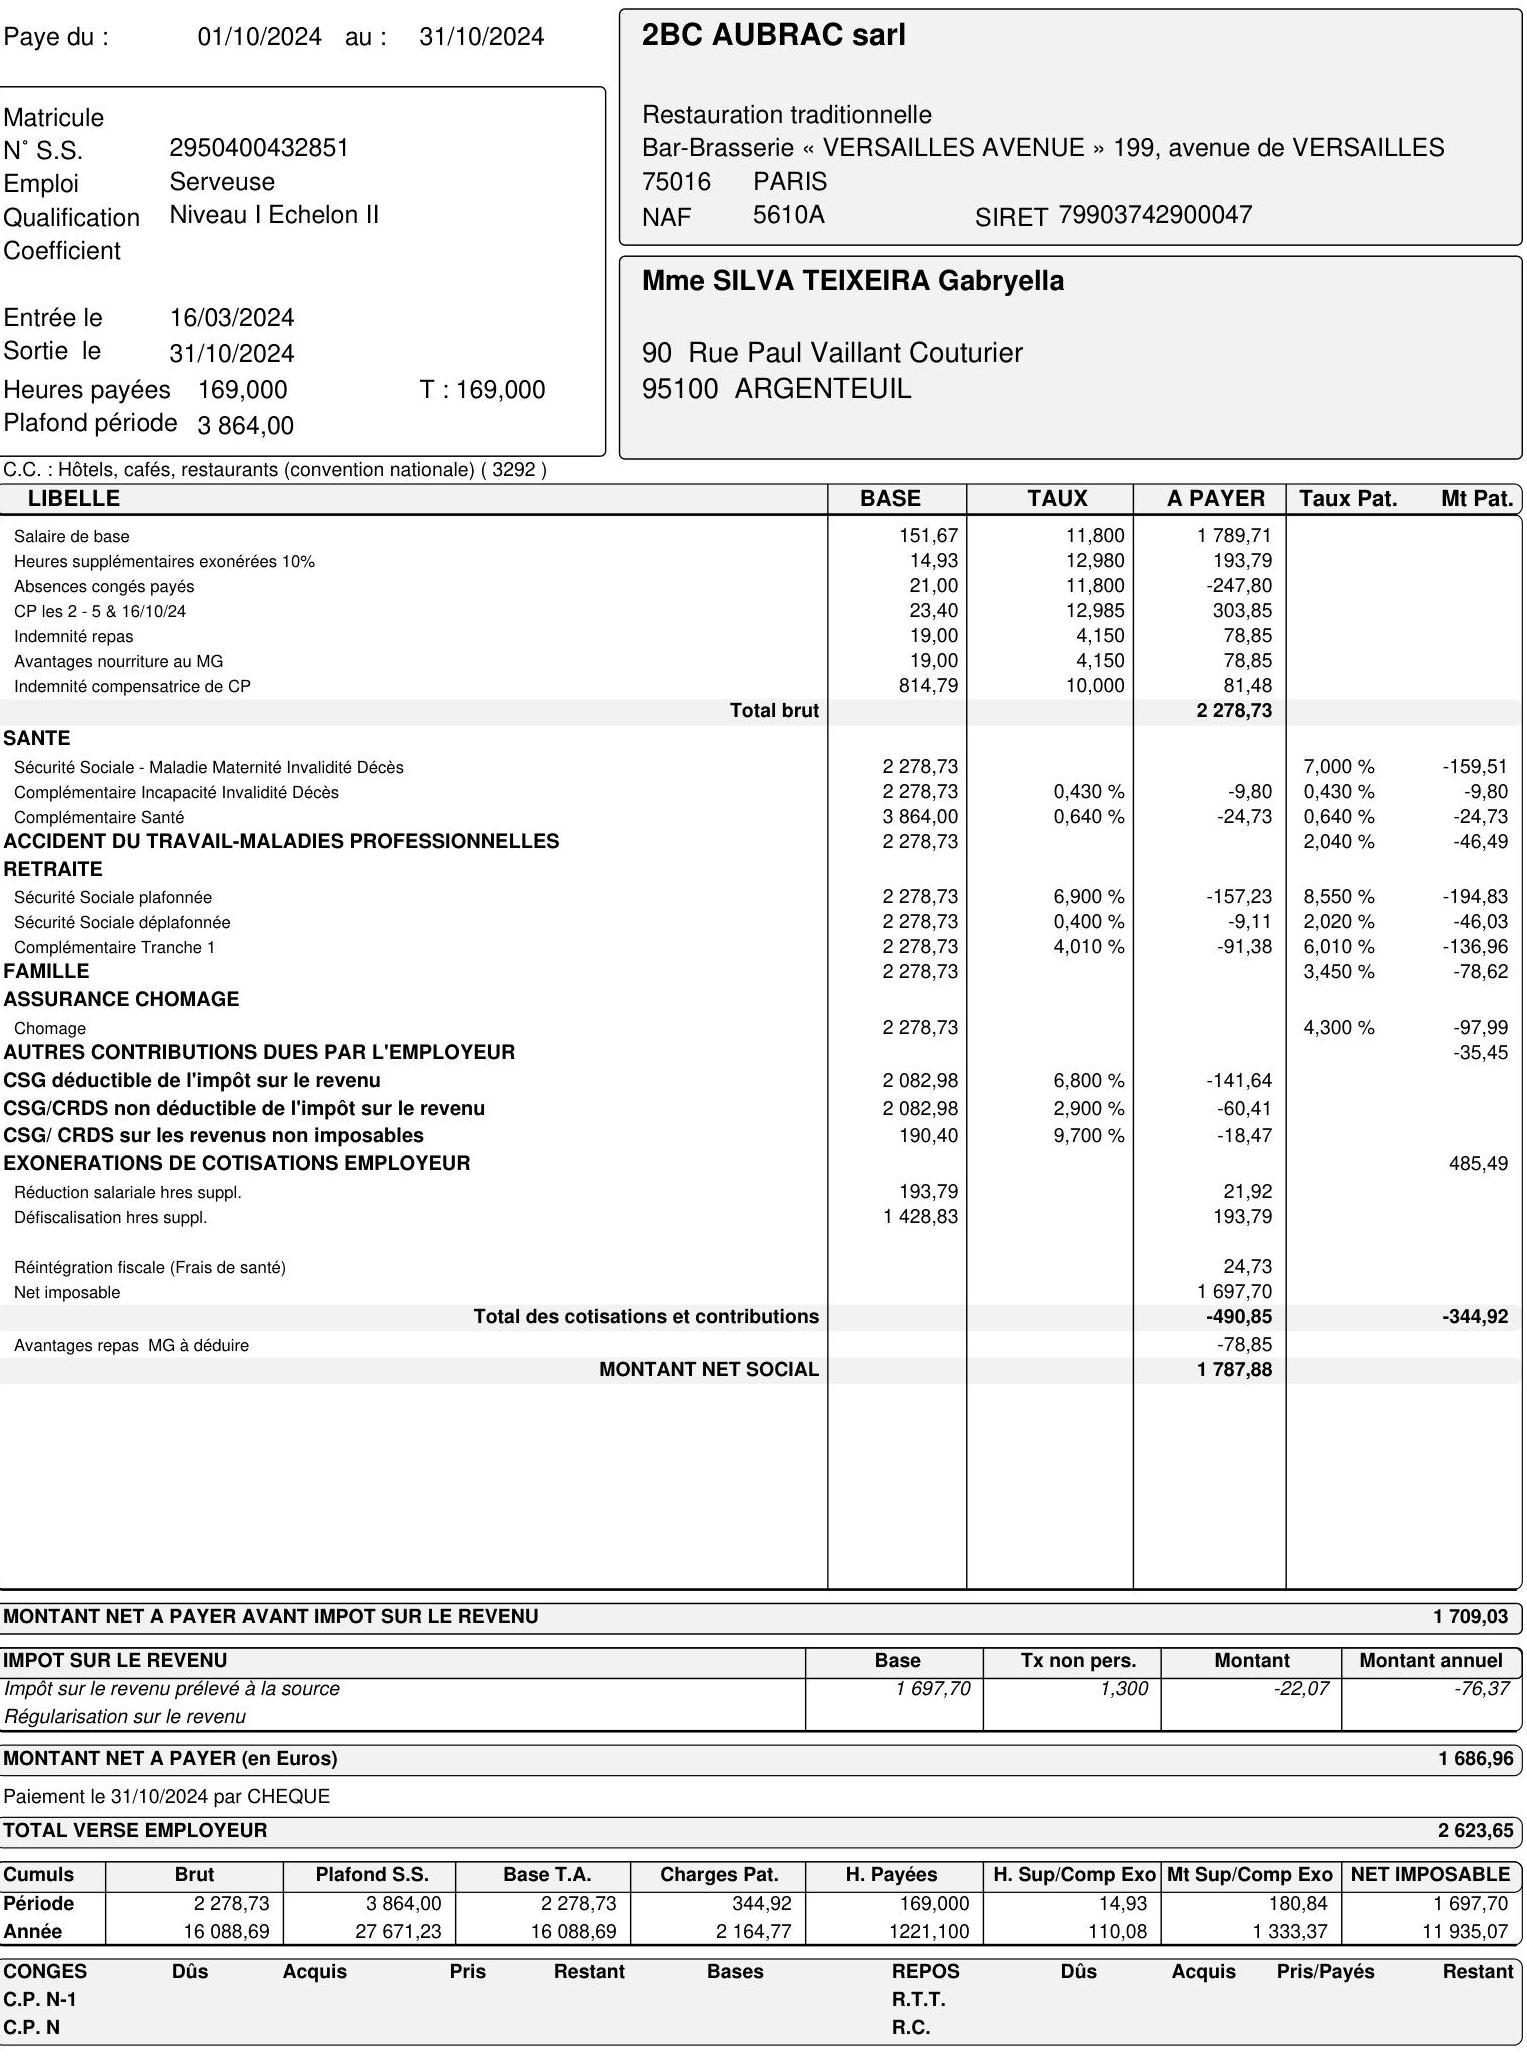 Paye du : 01/10/2024 au : 31/10/2024
2BC AUBRAC sarl
Restauration traditionnelle
Bar-Brasserie « VERSAILLES AVENUE » 199, avenue de VERSAILLES
75016 PARIS
NAF 5610A SIRET 79903742900047
Matricule
N° S.S. 2950400432851
Emploi Serveuse
Qualification Niveau I Echelon II
Coefficient
Entrée le 16/03/2024
Sortie le 31/10/2024
Heures payées 169,000 T : 169,000
Plafond période 3 864,00
Mme SILVA TEIXEIRA Gabryella
90 Rue Paul Vaillant Couturier
95100 ARGENTEUIL
C.C. : Hôtels, cafés, restaurants (convention nationale) ( 3292 )
LIBELLE BASE TAUX A PAYER Taux Pat. Mt Pat.
Salaire de base 151,67 11,800 1 789,71
Heures supplémentaires exonérées 10% 14,93 12,980 193,79
Absences congés payés 21,00 11,800 -247,80
CP les 2 - 5 & 16/10/24 23,40 12,985 303,85
Indemnité repas 19,00 4,150 78,85
Avantages nourriture au MG 19,00 4,150 78,85
Indemnité compensatrice de CP 814,79 10,000 81,48
Total brut 2 278,73
SANTE
Sécurité Sociale - Maladie Maternité Invalidité Décès 2 278,73 7,000 % -159,51
Complémentaire Incapacité Invalidité Décès 2 278,73 0,430 % -9,80 0,430 % -9,80
Complémentaire Santé 3 864,00 0,640 % -24,73 0,640 % -24,73
ACCIDENT DU TRAVAIL-MALADIES PROFESSIONNELLES 2 278,73 2,040 % -46,49
RETRAITE
Sécurité Sociale plafonnée 2 278,73 6,900 % -157,23 8,550 % -194,83
Sécurité Sociale déplafonnée 2 278,73 0,400 % -9,11 2,020 % -46,03
Complémentaire Tranche 1 2 278,73 4,010 % -91,38 6,010 % -136,96
FAMILLE 2 278,73 3,450 % -78,62
ASSURANCE CHOMAGE
Chomage 2 278,73 4,300 % -97,99
AUTRES CONTRIBUTIONS DUES PAR L'EMPLOYEUR -35,45
CSG déductible de l'impôt sur le revenu 2 082,98 6,800 % -141,64
CSG/CRDS non déductible de l'impôt sur le revenu 2 082,98 2,900 % -60,41
CSG/ CRDS sur les revenus non imposables 190,40 9,700 % -18,47
EXONERATIONS DE COTISATIONS EMPLOYEUR 485,49
Réduction salariale hres suppl. 193,79 21,92
Défiscalisation hres suppl. 1 428,83 193,79
Réintégration fiscale (Frais de santé) 24,73
Net imposable 1 697,70
Total des cotisations et contributions -490,85 -344,92
Avantages repas MG à déduire -78,85
MONTANT NET SOCIAL 1 787,88
MONTANT NET A PAYER AVANT IMPOT SUR LE REVENU 1 709,03
IMPOT SUR LE REVENU Base Tx non pers. Montant Montant annuel
Impôt sur le revenu prélevé à la source 1 697,70 1,300 -22,07 -76,37
Régularisation sur le revenu
MONTANT NET A PAYER (en Euros) 1 686,96
Paiement le 31/10/2024 par CHEQUE
TOTAL VERSE EMPLOYEUR 2 623,65
Cumuls Brut Plafond S.S. Base T.A. Charges Pat. H. Payées H. Sup/Comp Exo Mt Sup/Comp Exo NET IMPOSABLE
Période 2 278,73 3 864,00 2 278,73 344,92 169,000 14,93 180,84 1 697,70
Année 16 088,69 27 671,23 16 088,69 2 164,77 1221,100 110,08 1 333,37 11 935,07
CONGES Dûs Acquis Pris Restant Bases REPOS Dûs Acquis Pris/Payés Restant
C.P. N-1 R.T.T.
C.P. N R.C.